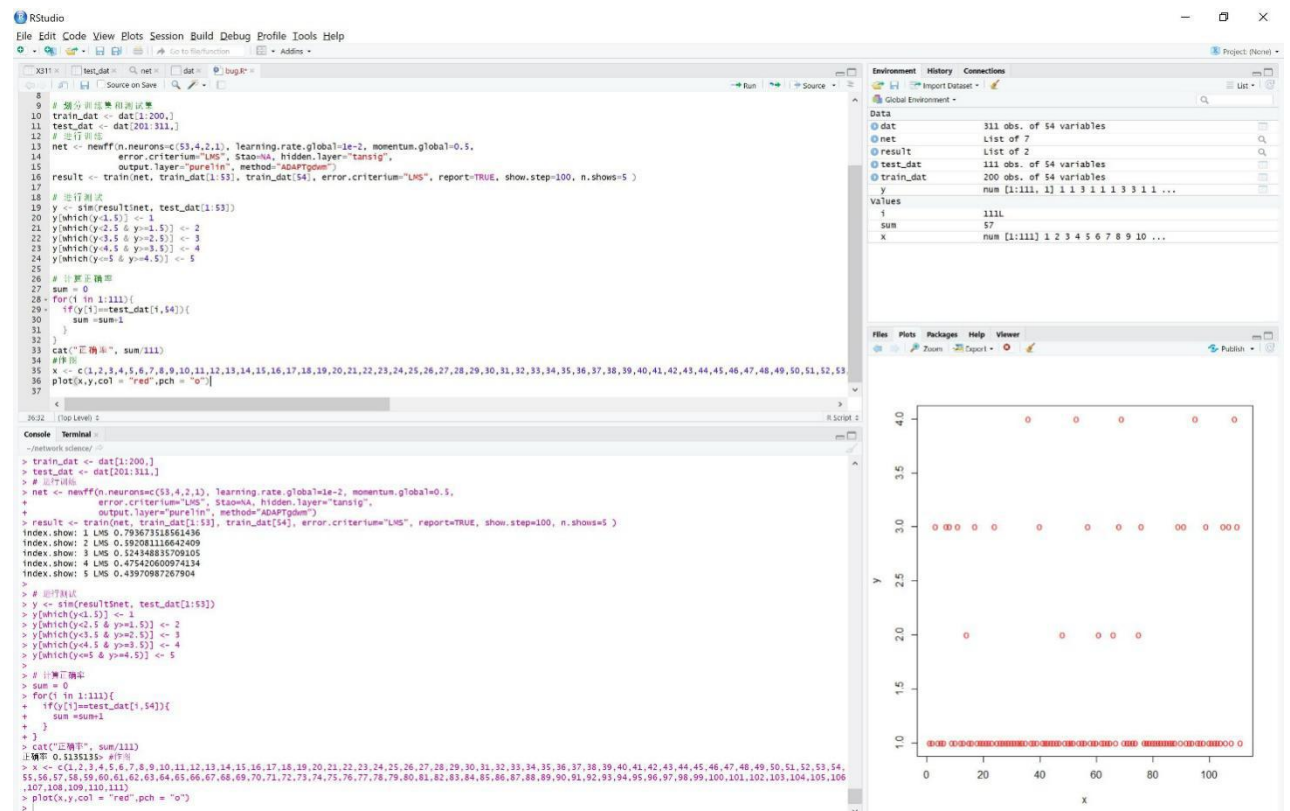 RStudio
File Edit Code View Plots Session Build Debug Profile Tools Help
Go to file/function Addins
Project: (None)
X311 test_dat net dat bug.R*
Source on Save Run Source
8
9 # 划分训练集和测试集
10 train_dat <- dat[1:200,]
11 test_dat <- dat[201:311,]
12 # 进行训练
13 net <- newff(n.neurons=c(53,4,2,1), learning.rate.global=1e-2, momentum.global=0.5,
14 error.criterium="LMS", Stao=NA, hidden.layer="tansig",
15 output.layer="purelin", method="ADAPTgdwm")
16 result <- train(net, train_dat[1:53], train_dat[54], error.criterium="LMS", report=TRUE, show.step=100, n.shows=5 )
17
18 # 进行测试
19 y <- sim(result$net, test_dat[1:53])
20 y[which(y<1.5)] <- 1
21 y[which(y<2.5 & y>=1.5)] <- 2
22 y[which(y<3.5 & y>=2.5)] <- 3
23 y[which(y<4.5 & y>=3.5)] <- 4
24 y[which(y<=5 & y>=4.5)] <- 5
25
26 # 计算正确率
27 sum = 0
28 for(i in 1:111){
29 if(y[i]==test_dat[i,54]){
30 sum =sum+1
31 }
32 }
33 cat("正确率", sum/111)
34 #作图
35 x <- c(1,2,3,4,5,6,7,8,9,10,11,12,13,14,15,16,17,18,19,20,21,22,23,24,25,26,27,28,29,30,31,32,33,34,35,36,37,38,39,40,41,42,43,44,45,46,47,48,49,50,51,52,53
36 plot(x,y,col = "red",pch = "o")
37
36:32 (Top Level) R Script
Console Terminal
~/network science/
> train_dat <- dat[1:200,]
> test_dat <- dat[201:311,]
> # 进行训练
> net <- newff(n.neurons=c(53,4,2,1), learning.rate.global=1e-2, momentum.global=0.5,
+ error.criterium="LMS", Stao=NA, hidden.layer="tansig",
+ output.layer="purelin", method="ADAPTgdwm")
> result <- train(net, train_dat[1:53], train_dat[54], error.criterium="LMS", report=TRUE, show.step=100, n.shows=5 )
index.show: 1 LMS 0.793673518561436
index.show: 2 LMS 0.592081116642409
index.show: 3 LMS 0.524348835709105
index.show: 4 LMS 0.475420600974134
index.show: 5 LMS 0.43970987267904
>
> # 进行测试
> y <- sim(result$net, test_dat[1:53])
> y[which(y<1.5)] <- 1
> y[which(y<2.5 & y>=1.5)] <- 2
> y[which(y<3.5 & y>=2.5)] <- 3
> y[which(y<4.5 & y>=3.5)] <- 4
> y[which(y<=5 & y>=4.5)] <- 5
>
> # 计算正确率
> sum = 0
> for(i in 1:111){
+ if(y[i]==test_dat[i,54]){
+ sum =sum+1
+ }
+ }
> cat("正确率", sum/111)
正确率 0.5135135> #作图
> x <- c(1,2,3,4,5,6,7,8,9,10,11,12,13,14,15,16,17,18,19,20,21,22,23,24,25,26,27,28,29,30,31,32,33,34,35,36,37,38,39,40,41,42,43,44,45,46,47,48,49,50,51,52,53,54,
55,56,57,58,59,60,61,62,63,64,65,66,67,68,69,70,71,72,73,74,75,76,77,78,79,80,81,82,83,84,85,86,87,88,89,90,91,92,93,94,95,96,97,98,99,100,101,102,103,104,105,106
,107,108,109,110,111)
> plot(x,y,col = "red",pch = "o")
>
Environment History Connections
Import Dataset List
Global Environment
Data
dat 311 obs. of 54 variables
net List of 7
result List of 2
test_dat 111 obs. of 54 variables
train_dat 200 obs. of 54 variables
y num [1:111, 1] 1 1 3 1 1 1 3 3 1 1 ...
Values
i 111L
sum 57
x num [1:111] 1 2 3 4 5 6 7 8 9 10 ...
Files Plots Packages Help Viewer
Zoom Export Publish
4.0
3.5
3.0
2.5
2.0
1.5
1.0
y
0 20 40 60 80 100
x